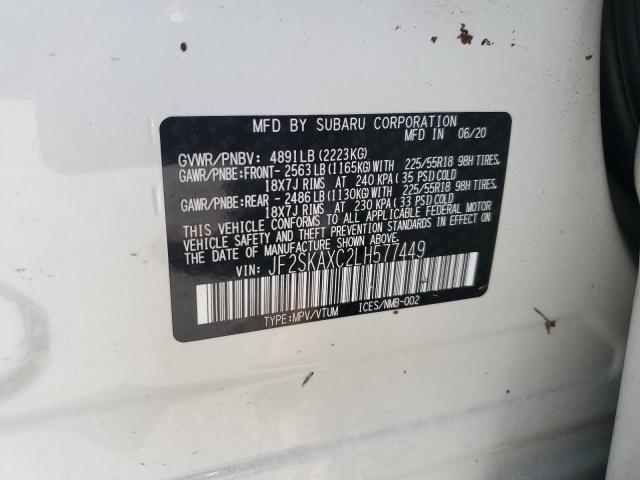 MFD BY SUBARU CORPORATION
MFD IN 06/20
GVWR/PNBV: 4891LB(2223KG)
GAWR/PNBE:FRONT- 2563LB(1165KG)WITH 225/55R18 98H TIRES,
18X7J RIMS AT 240 KPA(35 PSI)COLD
GAWR/PNBE:REAR - 2486LB(1130KG)WITH 225/55R18 98H TIRES,
18X7J RIMS AT 230 KPA(33 PSI)COLD
THIS VEHICLE CONFORMS TO ALL APPLICABLE FEDERAL MOTOR
VEHICLE SAFETY AND BUMPER STANDARDS IN EFFECT ON
THE DATE OF MANUFACTURE SHOWN ABOVE.
VIN: JF2SKAXC2LH577449
TYPE:MPV/VTUM ICES/NMB-002